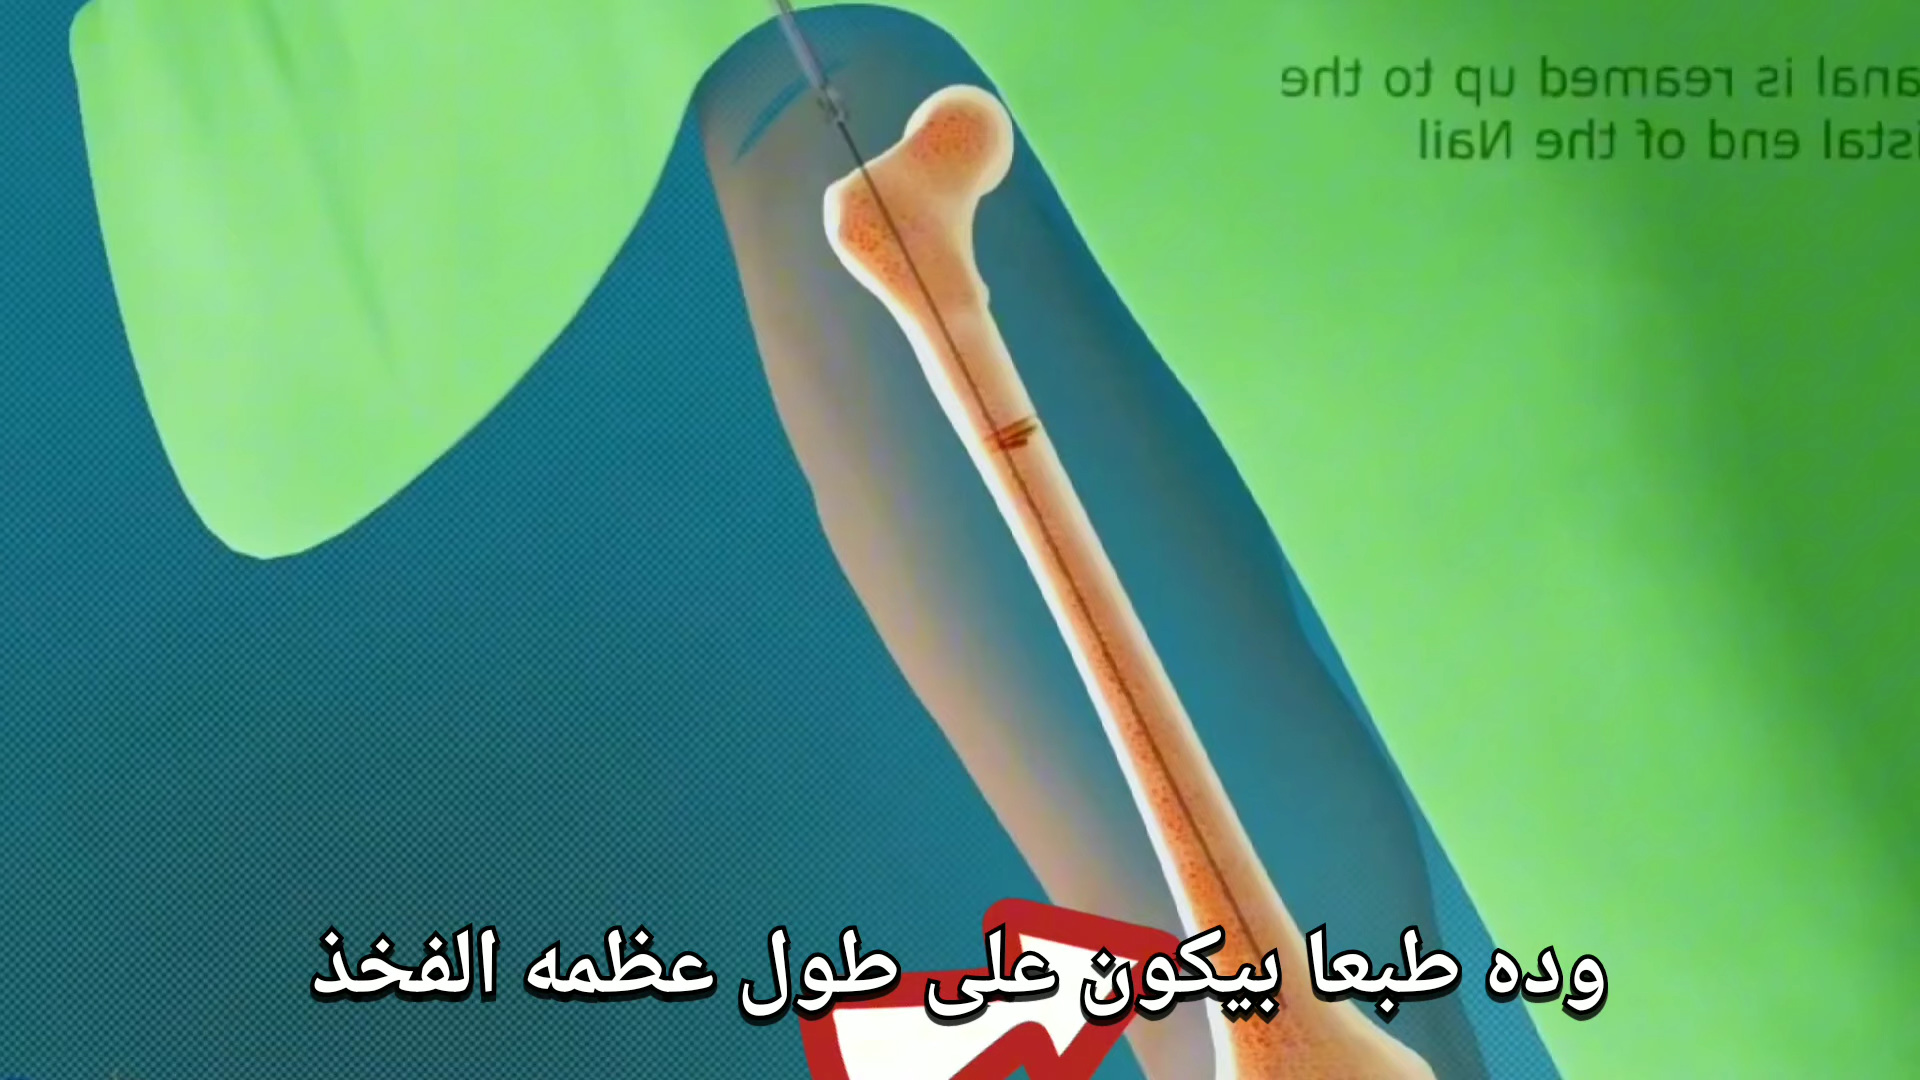 anal is reamed up to the
istal end of the Nail
وده طبعا بيكون على طول عظمه الفخذ